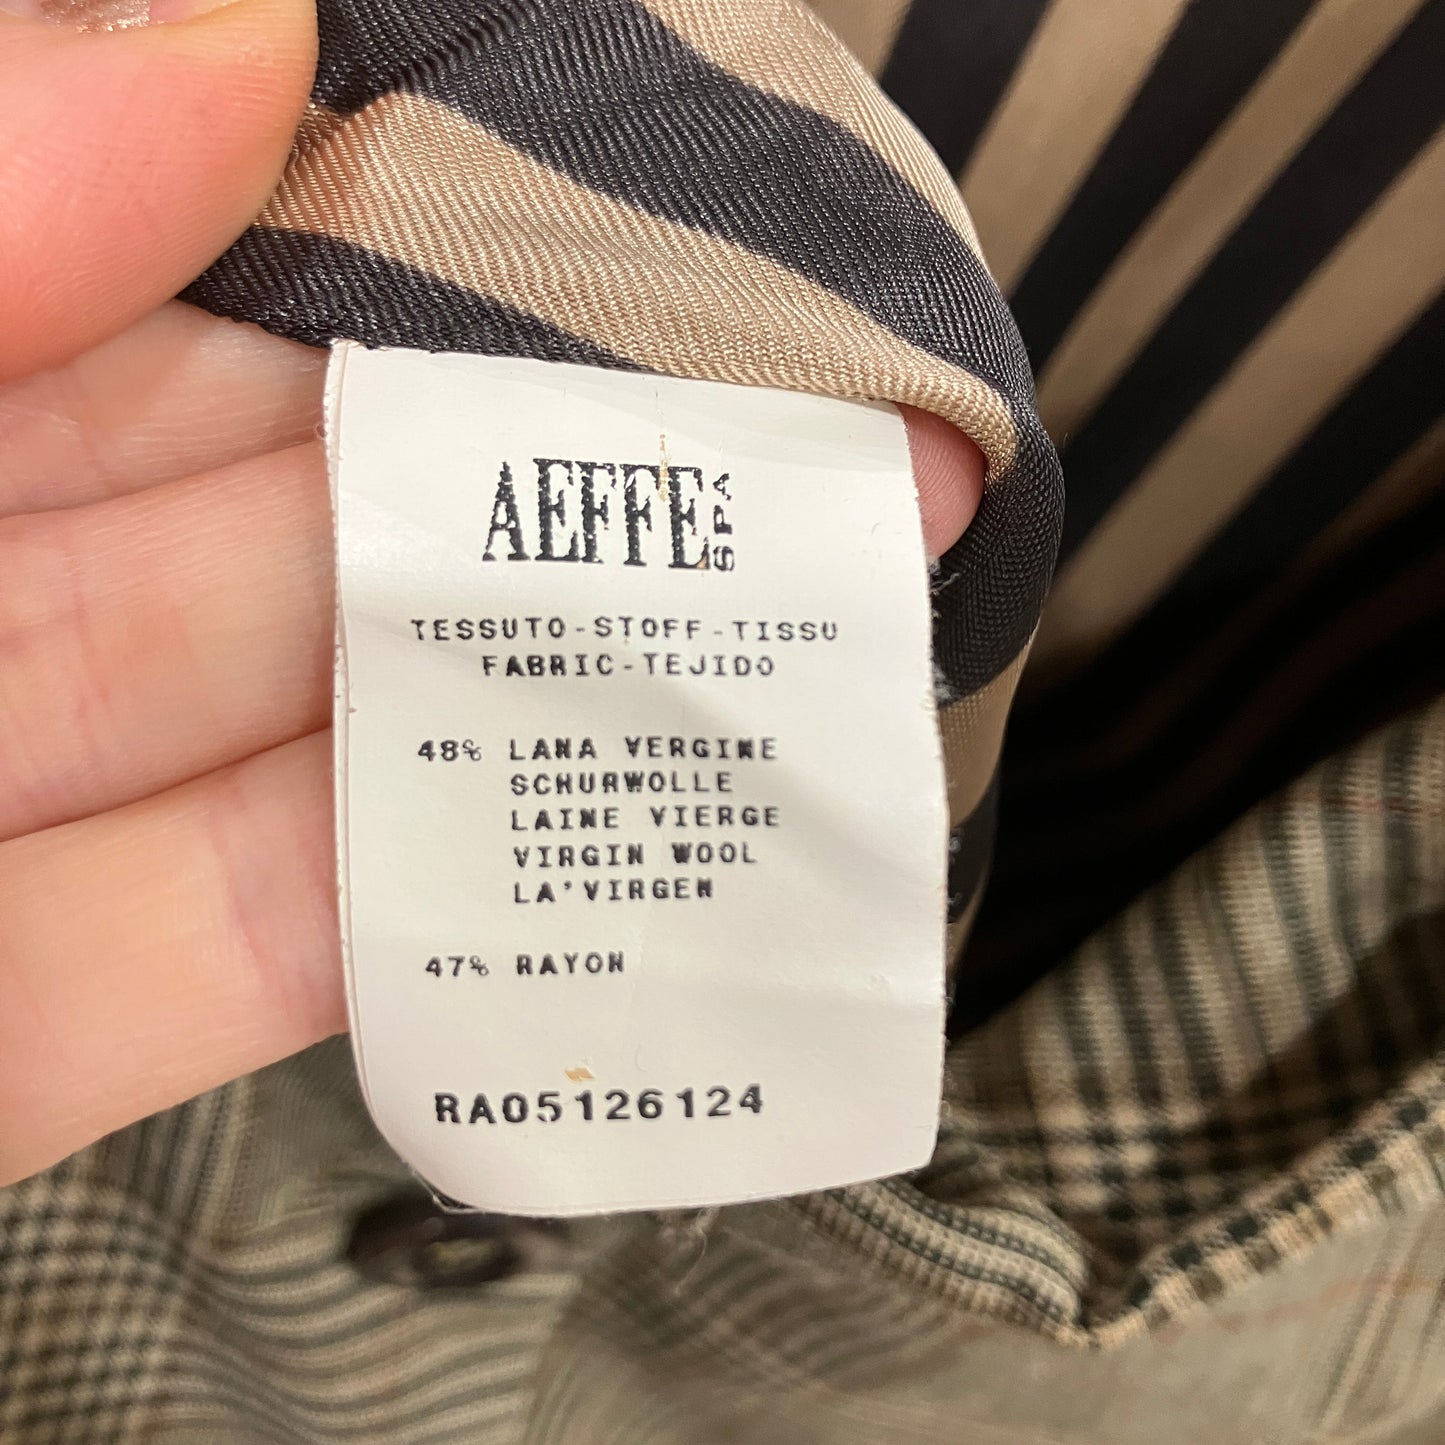 AEFFE SPA
TESSUTO-STOFF-TISSU
FABRIC-TEJIDO
48% LANA VERGINE
SCHURWOLLE
LAINE VIERGE
VIRGIN WOOL
LA'VIRGEN
47% RAYON
RA05126124